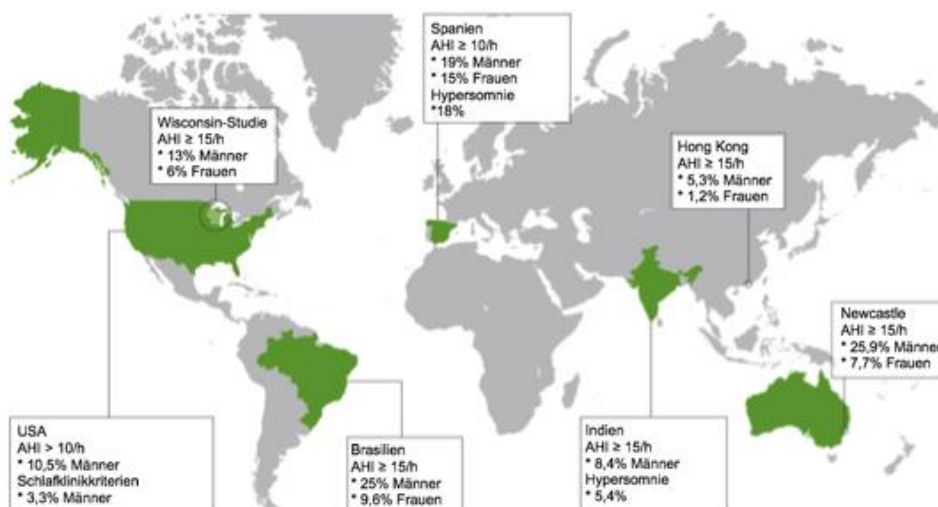 Spanien
AHI ≥ 10/h
* 19% Männer
* 15% Frauen
Hypersomnie
*18%
Wisconsin-Studie
AHI ≥ 15/h
* 13% Männer
* 6% Frauen
Hong Kong
AHI ≥ 15/h
* 5,3% Männer
* 1,2% Frauen
Newcastle
AHI ≥ 15/h
* 25,9% Männer
* 7,7% Frauen
USA
AHI > 10/h
* 10,5% Männer
Schlafklinikkriterien
* 3,3% Männer
Brasilien
AHI ≥ 15/h
* 25% Männer
* 9,6% Frauen
Indien
AHI ≥ 15/h
* 8,4% Männer
Hypersomnie
* 5,4%